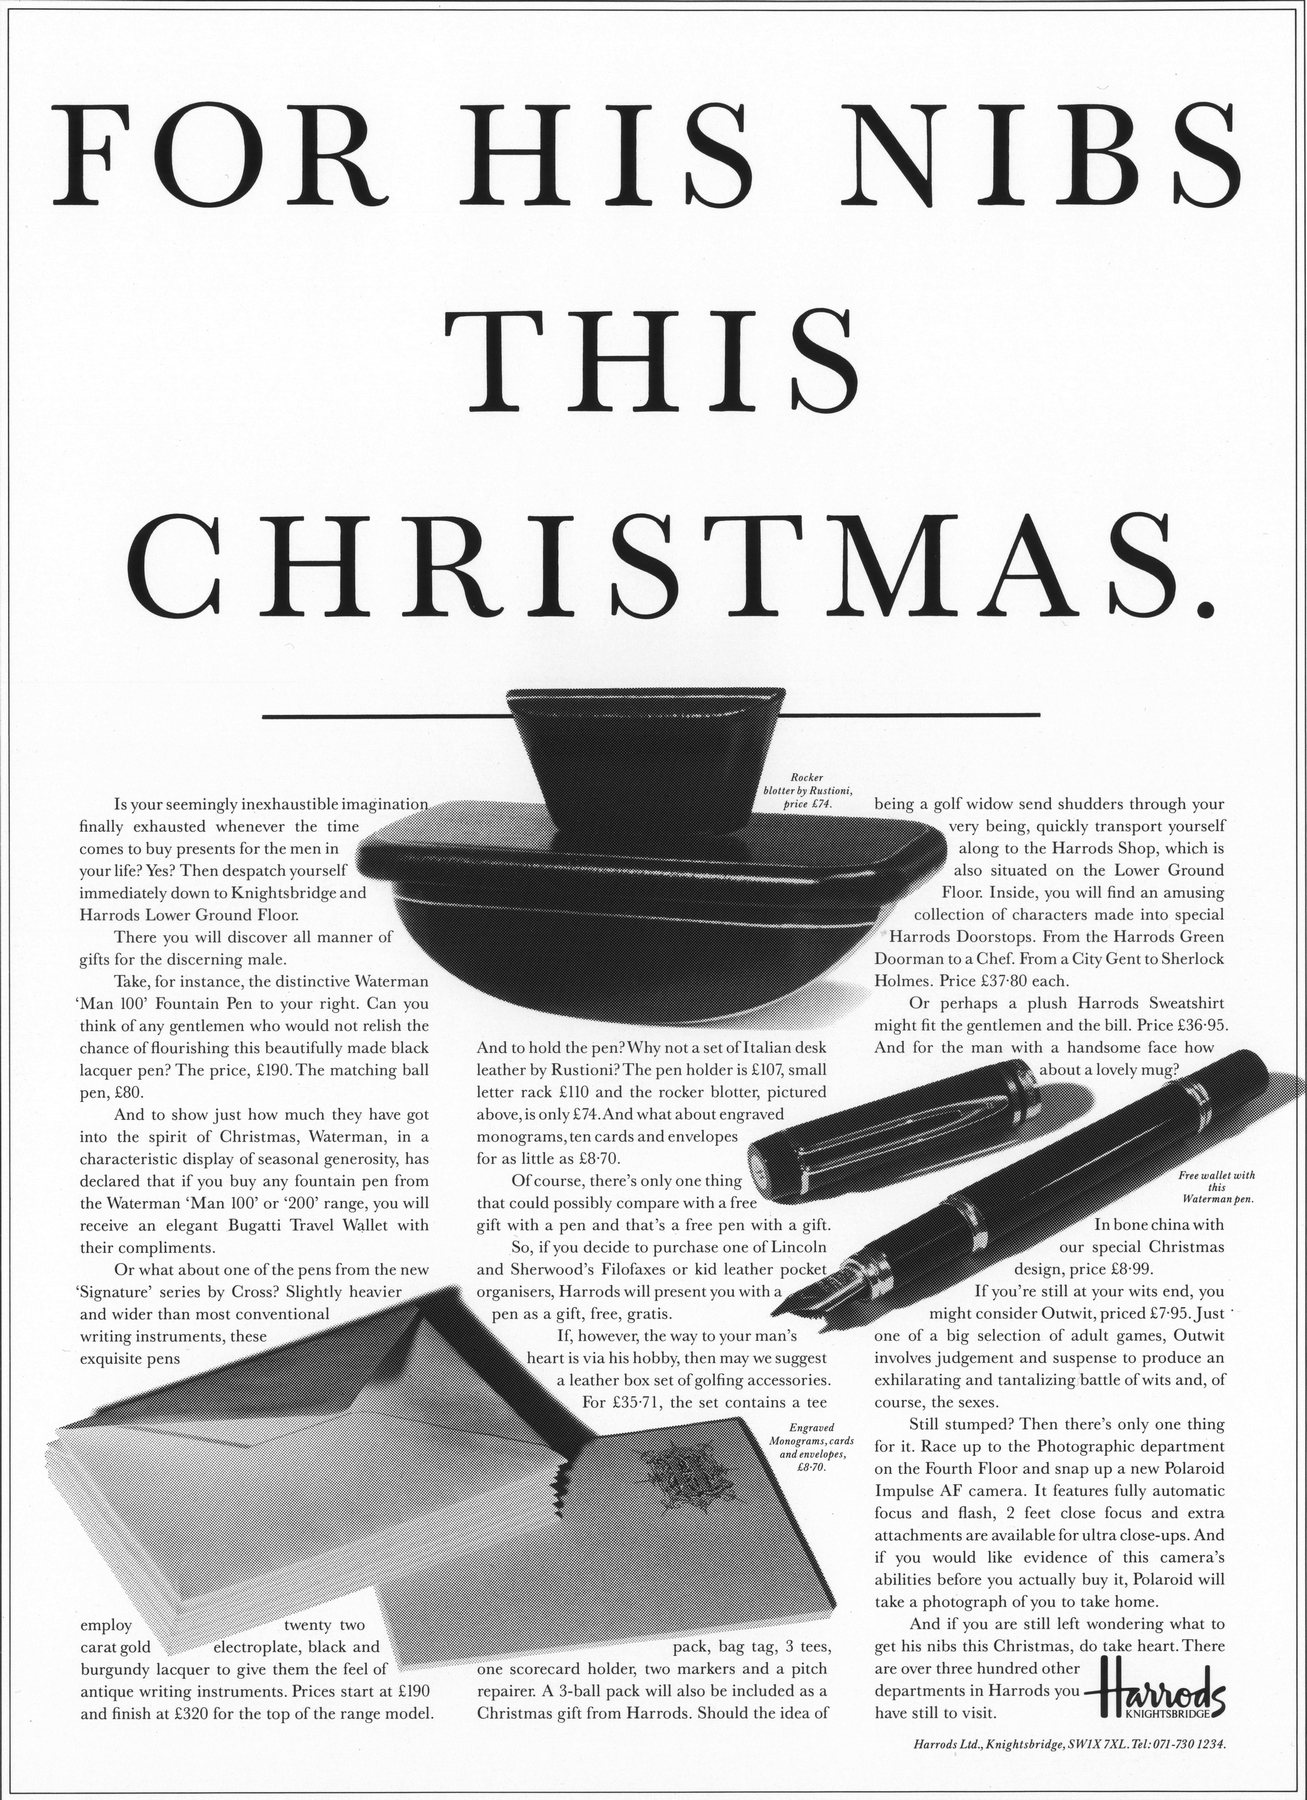 FOR HIS NIBS
THIS
CHRISTMAS.
Is your seemingly inexhaustible imagination
finally exhausted whenever the time
comes to buy presents for the men in
your life? Yes? Then despatch yourself
immediately down to Knightsbridge and
Harrods Lower Ground Floor.
There you will discover all manner of
gifts for the discerning male.
Take, for instance, the distinctive Waterman
‘Man 100’ Fountain Pen to your right. Can you
think of any gentlemen who would not relish the
chance of flourishing this beautifully made black
lacquer pen? The price, £190. The matching ball
pen, £80.
And to show just how much they have got
into the spirit of Christmas, Waterman, in a
characteristic display of seasonal generosity, has
declared that if you buy any fountain pen from
the Waterman ‘Man 100’ or ‘200’ range, you will
receive an elegant Bugatti Travel Wallet with
their compliments.
Or what about one of the pens from the new
‘Signature’ series by Cross? Slightly heavier
and wider than most conventional
writing instruments, these
exquisite pens
employ twenty two
carat gold electroplate, black and
burgundy lacquer to give them the feel of
antique writing instruments. Prices start at £190
and finish at £320 for the top of the range model.
Rocker
blotter by Rustioni,
price £74.
And to hold the pen? Why not a set of Italian desk
leather by Rustioni? The pen holder is £107, small
letter rack £110 and the rocker blotter, pictured
above, is only £74. And what about engraved
monograms, ten cards and envelopes
for as little as £8·70.
Of course, there’s only one thing
that could possibly compare with a free
gift with a pen and that’s a free pen with a gift.
So, if you decide to purchase one of Lincoln
and Sherwood’s Filofaxes or kid leather pocket
organisers, Harrods will present you with a
pen as a gift, free, gratis.
If, however, the way to your man’s
heart is via his hobby, then may we suggest
a leather box set of golfing accessories.
For £35·71, the set contains a tee
Engraved
Monograms, cards
and envelopes,
£8·70.
pack, bag tag, 3 tees,
one scorecard holder, two markers and a pitch
repairer. A 3-ball pack will also be included as a
Christmas gift from Harrods. Should the idea of
being a golf widow send shudders through your
very being, quickly transport yourself
along to the Harrods Shop, which is
also situated on the Lower Ground
Floor. Inside, you will find an amusing
collection of characters made into special
Harrods Doorstops. From the Harrods Green
Doorman to a Chef. From a City Gent to Sherlock
Holmes. Price £37·80 each.
Or perhaps a plush Harrods Sweatshirt
might fit the gentlemen and the bill. Price £36·95.
And for the man with a handsome face how
about a lovely mug?
Free wallet with
this
Waterman pen.
In bone china with
our special Christmas
design, price £8·99.
If you’re still at your wits end, you
might consider Outwit, priced £7·95. Just
one of a big selection of adult games, Outwit
involves judgement and suspense to produce an
exhilarating and tantalizing battle of wits and, of
course, the sexes.
Still stumped? Then there’s only one thing
for it. Race up to the Photographic department
on the Fourth Floor and snap up a new Polaroid
Impulse AF camera. It features fully automatic
focus and flash, 2 feet close focus and extra
attachments are available for ultra close-ups. And
if you would like evidence of this camera’s
abilities before you actually buy it, Polaroid will
take a photograph of you to take home.
And if you are still left wondering what to
get his nibs this Christmas, do take heart. There
are over three hundred other
departments in Harrods you
have still to visit.
Harrods
KNIGHTSBRIDGE
Harrods Ltd., Knightsbridge, SW1X 7XL. Tel: 071-730 1234.